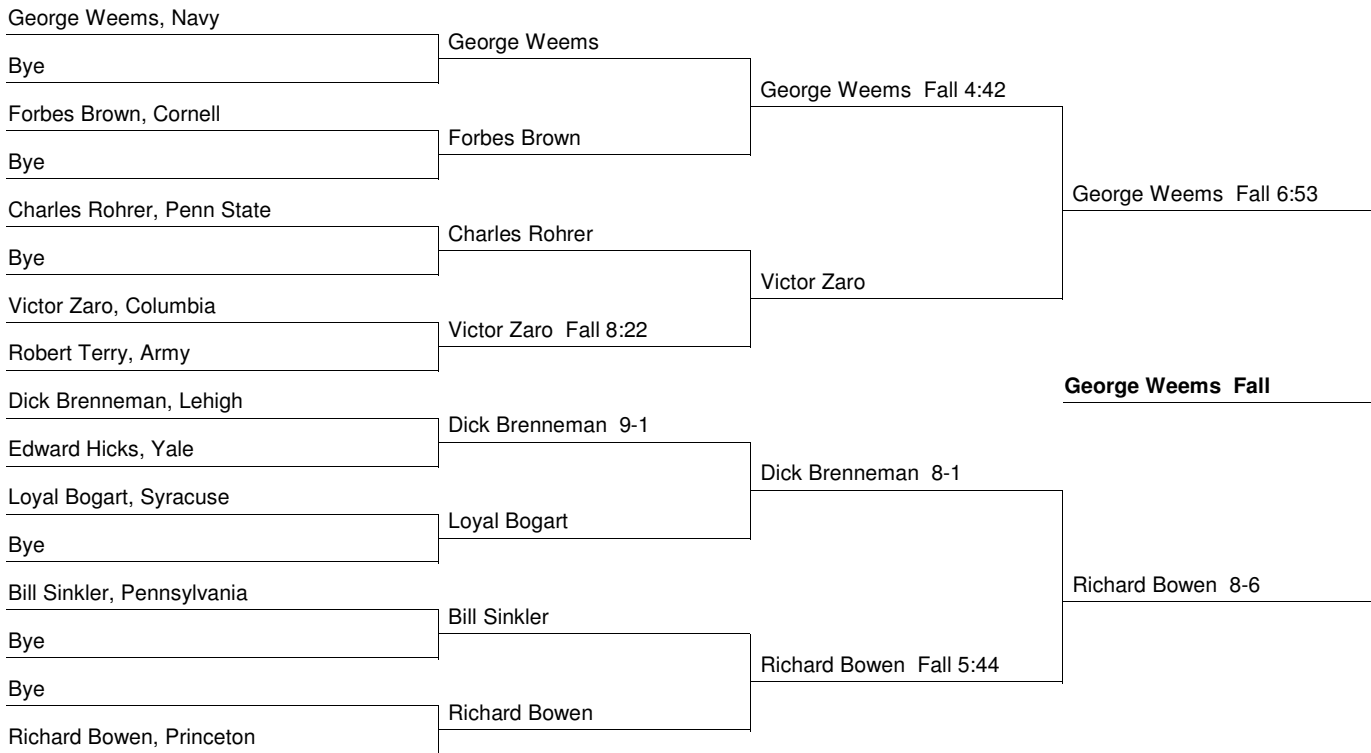 George Weems, Navy
Bye
Forbes Brown, Cornell
Bye
Charles Rohrer, Penn State
Bye
Victor Zaro, Columbia
Robert Terry, Army
Dick Brenneman, Lehigh
Edward Hicks, Yale
Loyal Bogart, Syracuse
Bye
Bill Sinkler, Pennsylvania
Bye
Bye
Richard Bowen, Princeton
George Weems
Forbes Brown
Charles Rohrer
Victor Zaro Fall 8:22
Dick Brenneman 9-1
Loyal Bogart
Bill Sinkler
Richard Bowen
George Weems Fall 4:42
Victor Zaro
Dick Brenneman 8-1
Richard Bowen Fall 5:44
George Weems Fall 6:53
George Weems Fall
Richard Bowen 8-6